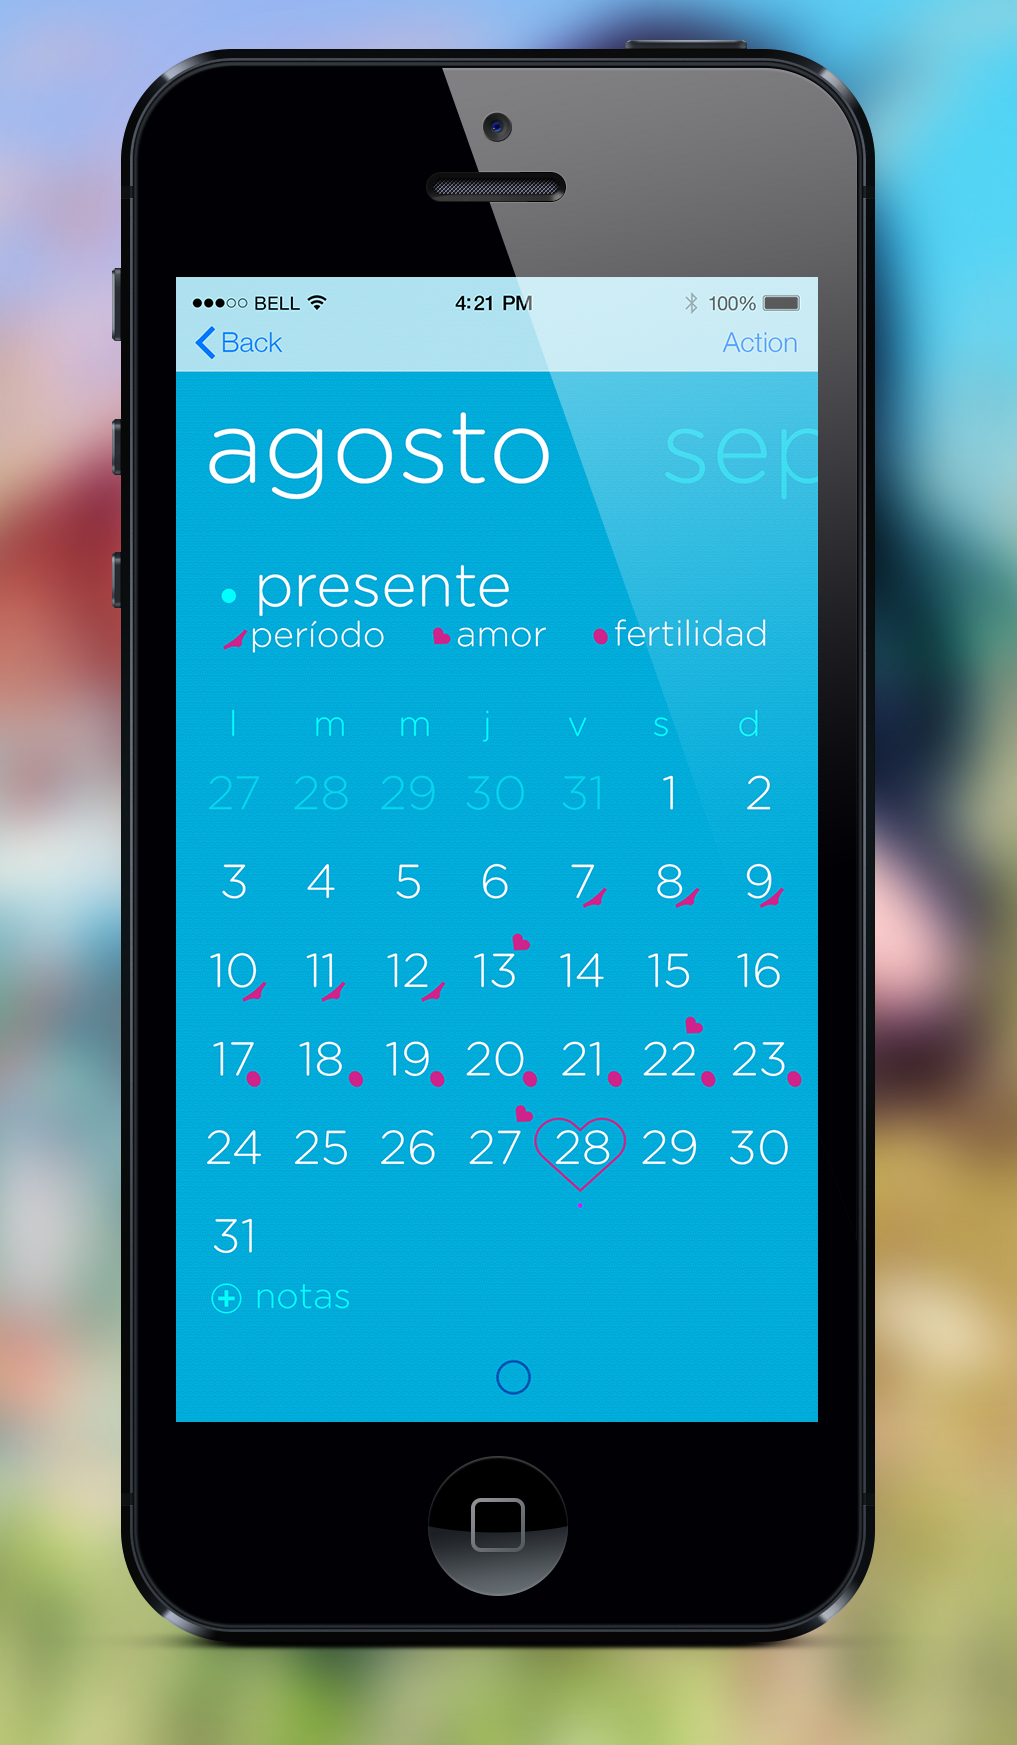 BELL 4:21 PM 100%
Back Action
agosto sep
presente
período amor fertilidad
l m m j v s d
27 28 29 30 31 1 2
3 4 5 6 7 8 9
10 11 12 13 14 15 16
17 18 19 20 21 22 23
24 25 26 27 28 29 30
31
notas